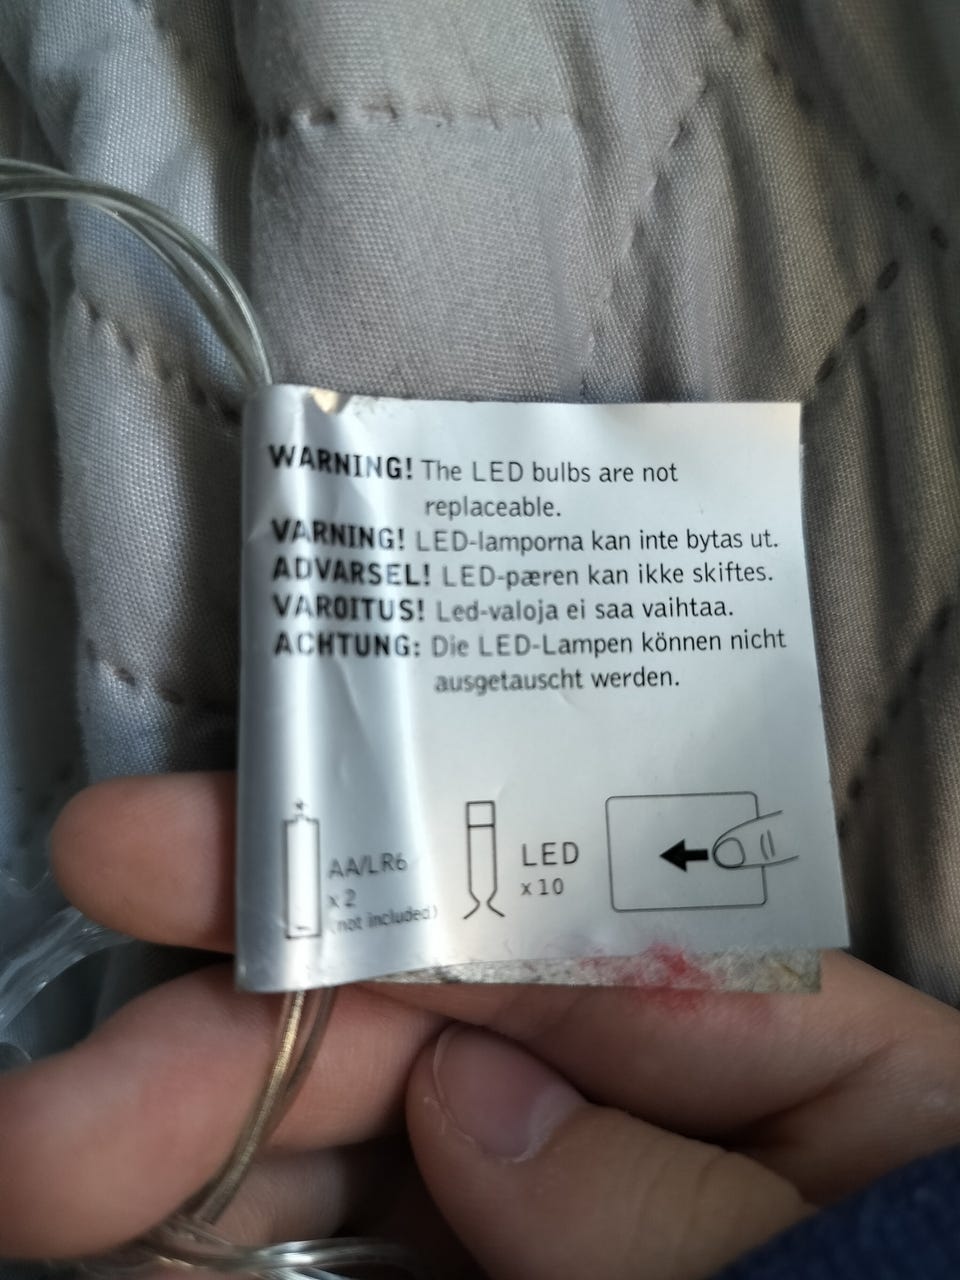 WARNING! The LED bulbs are not
replaceable.
VARNING! LED-lamporna kan inte bytas ut.
ADVARSEL! LED-pæren kan ikke skiftes.
VAROITUS! Led-valoja ei saa vaihtaa.
ACHTUNG: Die LED-Lampen können nicht
ausgetauscht werden.
AA/LR6
x 2
(not included)
LED
x 10